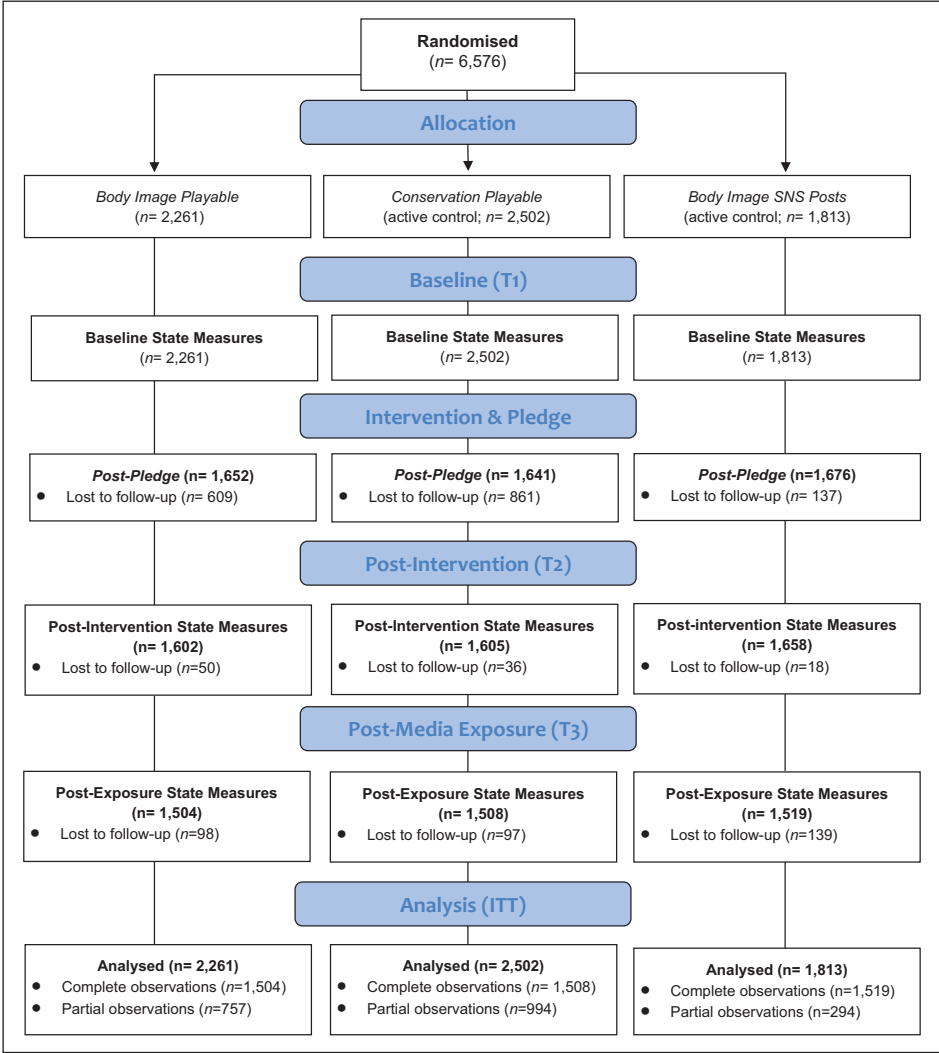 Randomised
(n= 6,576)
Allocation
Body Image Playable
(n= 2,261)
Conservation Playable
(active control; n= 2,502)
Body Image SNS Posts
(active control; n= 1,813)
Baseline (T1)
Baseline State Measures
(n= 2,261)
Baseline State Measures
(n= 2,502)
Baseline State Measures
(n= 1,813)
Intervention & Pledge
Post-Pledge (n= 1,652)
● Lost to follow-up (n= 609)
Post-Pledge (n= 1,641)
● Lost to follow-up (n= 861)
Post-Pledge (n=1,676)
● Lost to follow-up (n= 137)
Post-Intervention (T2)
Post-Intervention State Measures
(n= 1,602)
● Lost to follow-up (n=50)
Post-Intervention State Measures
(n= 1,605)
● Lost to follow-up (n=36)
Post-intervention State Measures
(n= 1,658)
● Lost to follow-up (n=18)
Post-Media Exposure (T3)
Post-Exposure State Measures
(n= 1,504)
● Lost to follow-up (n=98)
Post-Exposure State Measures
(n= 1,508)
● Lost to follow-up (n=97)
Post-Exposure State Measures
(n= 1,519)
● Lost to follow-up (n=139)
Analysis (ITT)
Analysed (n= 2,261)
● Complete observations (n=1,504)
● Partial observations (n=757)
Analysed (n= 2,502)
● Complete observations (n= 1,508)
● Partial observations (n=994)
Analysed (n= 1,813)
● Complete observations (n=1,519)
● Partial observations (n=294)